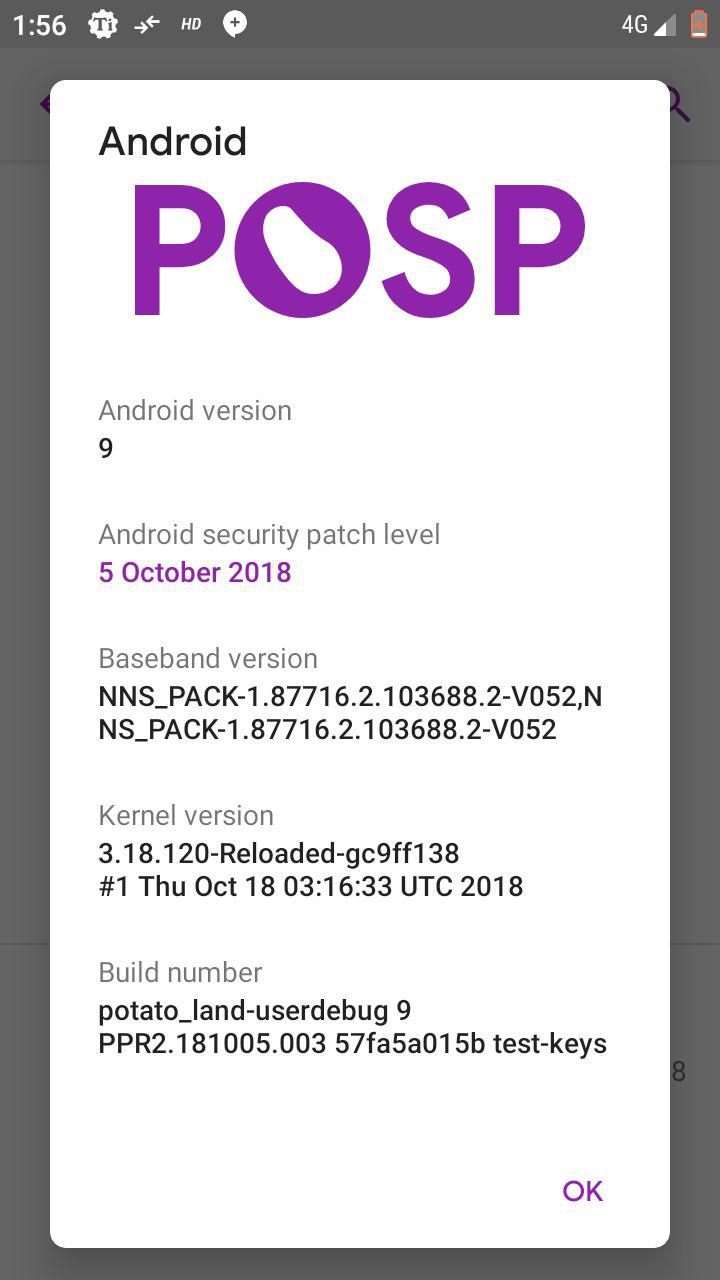 1:56 Ti HD 4G
Android
POSP
Android version
9
Android security patch level
5 October 2018
Baseband version
NNS_PACK-1.87716.2.103688.2-V052,N
NS_PACK-1.87716.2.103688.2-V052
Kernel version
3.18.120-Reloaded-gc9ff138
#1 Thu Oct 18 03:16:33 UTC 2018
Build number
potato_land-userdebug 9
PPR2.181005.003 57fa5a015b test-keys
8
OK